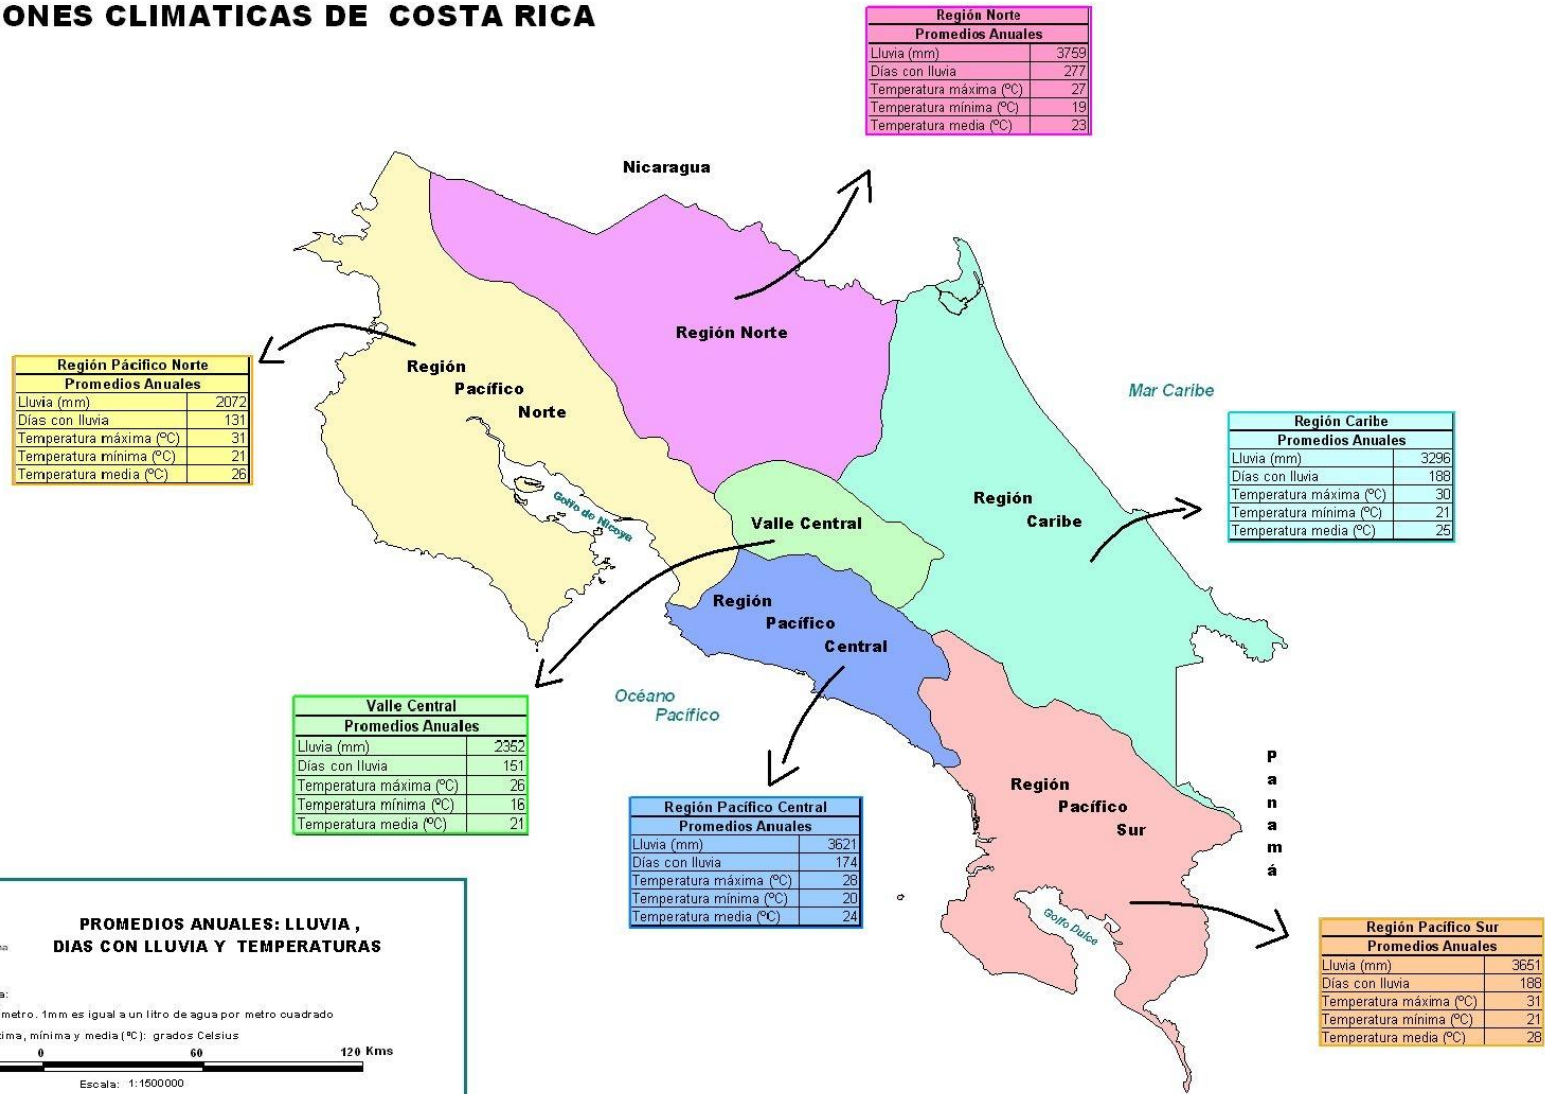 ONES CLIMATICAS DE COSTA RICA
Región Norte
Promedios Anuales
Lluvia (mm) 3759
Días con lluvia 277
Temperatura máxima (ºC) 27
Temperatura mínima (ºC) 19
Temperatura media (ºC) 23
Nicaragua
Región Norte
Región Pácifico Norte
Promedios Anuales
Lluvia (mm) 2072
Días con lluvia 131
Temperatura máxima (ºC) 31
Temperatura mínima (ºC) 21
Temperatura media (ºC) 26
Región
Pacífico
Norte
Mar Caribe
Región Caribe
Promedios Anuales
Lluvia (mm) 3296
Días con lluvia 188
Temperatura máxima (ºC) 30
Temperatura mínima (ºC) 21
Temperatura media (ºC) 25
Golfo de Nicoya
Valle Central
Región
Caribe
Región
Pacífico
Central
Océano
Pacífico
Valle Central
Promedios Anuales
Lluvia (mm) 2352
Días con lluvia 151
Temperatura máxima (ºC) 26
Temperatura mínima (ºC) 16
Temperatura media (ºC) 21
Región Pacífico Central
Promedios Anuales
Lluvia (mm) 3621
Días con lluvia 174
Temperatura máxima (ºC) 28
Temperatura mínima (ºC) 20
Temperatura media (ºC) 24
Región
Pacífico
Sur
Panamá
Golfo Dulce
Región Pacífico Sur
Promedios Anuales
Lluvia (mm) 3651
Días con lluvia 188
Temperatura máxima (ºC) 31
Temperatura mínima (ºC) 21
Temperatura media (ºC) 28
PROMEDIOS ANUALES: LLUVIA ,
DIAS CON LLUVIA Y TEMPERATURAS
a:
metro. 1mm es igual a un litro de agua por metro cuadrado
ima, mínima y media (ºC): grados Celsius
0 60 120 Kms
Escala: 1:1500000